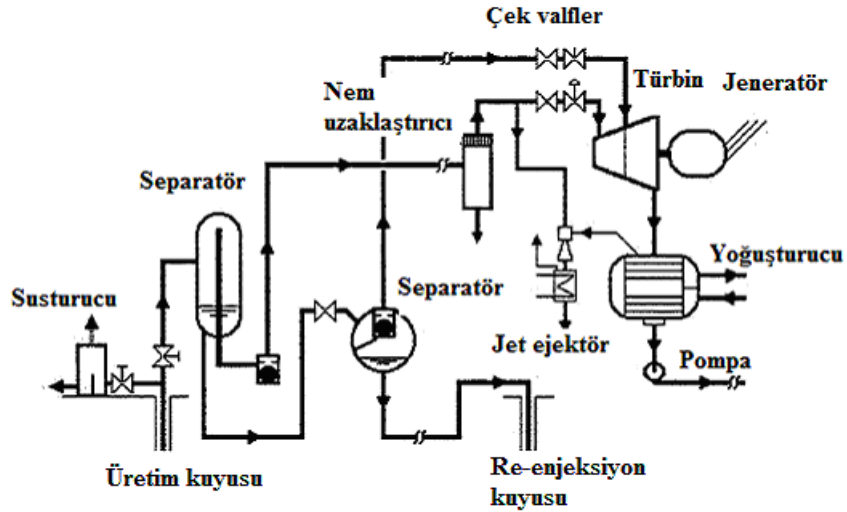 Çek valfler
Türbin
Jeneratör
Nem
uzaklaştırıcı
Separatör
Yoğuşturucu
Separatör
Susturucu
Jet ejektör
Pompa
Üretim kuyusu
Re-enjeksiyon
kuyusu